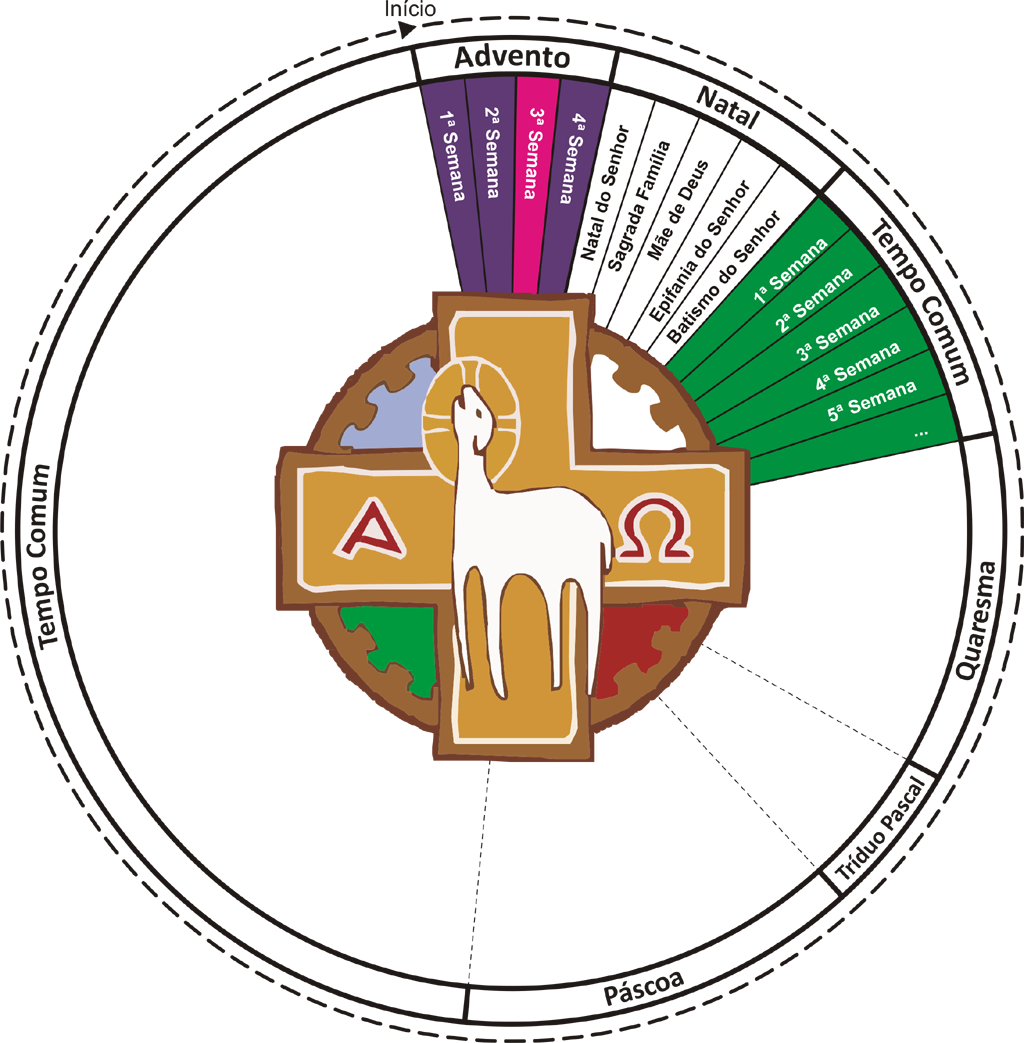 Início
Advento
1ª Semana
2ª Semana
3ª Semana
4ª Semana
Natal
Natal do Senhor
Sagrada Família
Mãe de Deus
Epifania do Senhor
Batismo do Senhor
Tempo Comum
1ª Semana
2ª Semana
3ª Semana
4ª Semana
5ª Semana
...
Quaresma
Tríduo Pascal
Páscoa
Tempo Comum
Α
Ω